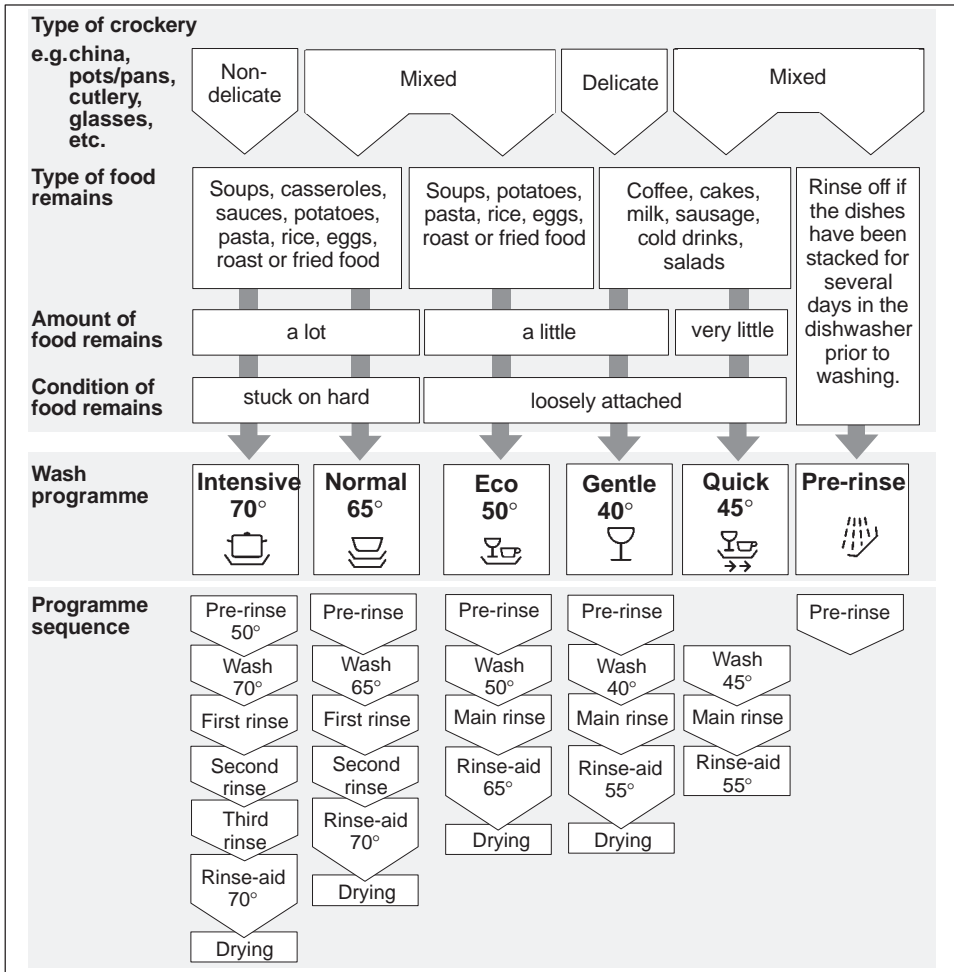 Type of crockery
e.g. china,
pots/pans,
cutlery,
glasses,
etc.
Non-
delicate
Mixed
Delicate
Mixed
Type of food
remains
Soups, casseroles,
sauces, potatoes,
pasta, rice, eggs,
roast or fried food
Soups, potatoes,
pasta, rice, eggs,
roast or fried food
Coffee, cakes,
milk, sausage,
cold drinks,
salads
Rinse off if
the dishes
have been
stacked for
several
days in the
dishwasher
prior to
washing.
Amount of
food remains
a lot
a little
very little
Condition of
food remains
stuck on hard
loosely attached
Wash
programme
Intensive
70°
Normal
65°
Eco
50°
Gentle
40°
Quick
45°
Pre-rinse
Programme
sequence
Pre-rinse
50°
Wash
70°
First rinse
Second
rinse
Third
rinse
Rinse-aid
70°
Drying
Pre-rinse
Wash
65°
First rinse
Second
rinse
Rinse-aid
70°
Drying
Pre-rinse
Wash
50°
Main rinse
Rinse-aid
65°
Drying
Pre-rinse
Wash
40°
Main rinse
Rinse-aid
55°
Drying
Wash
45°
Main rinse
Rinse-aid
55°
Pre-rinse